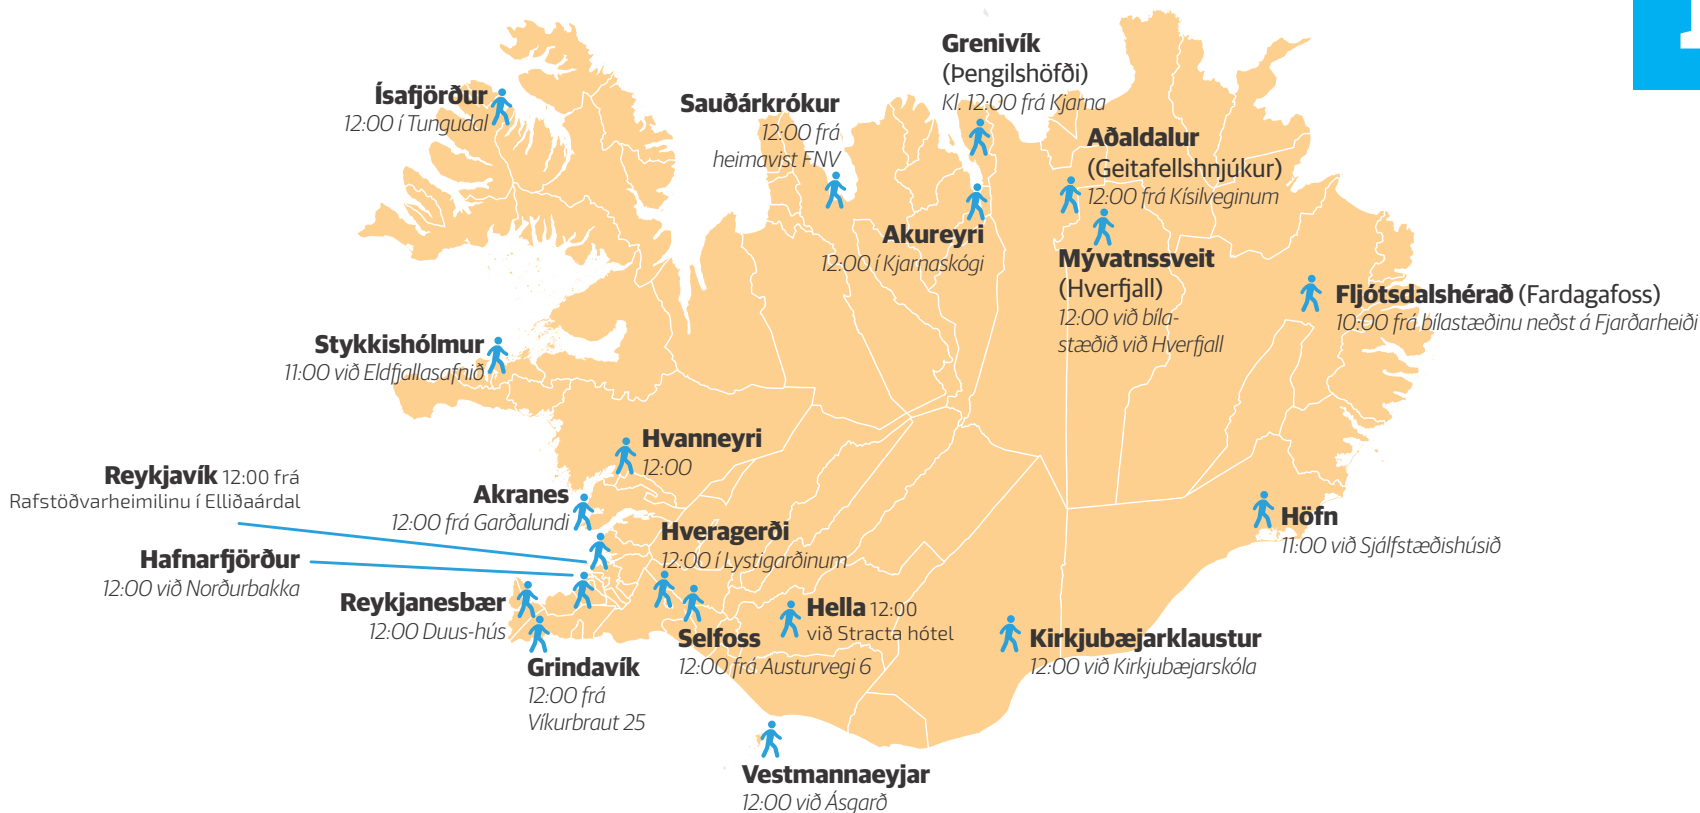 Grenivík
(Þengilshöfði)
Kl. 12:00 frá Kjarna
Ísafjörður
12:00 í Tungudal
Sauðárkrókur
12:00 frá
heimavist FNV
Aðaldalur
(Geitafellshnjúkur)
12:00 frá Kísilveginum
Akureyri
12:00 í Kjarnaskógi
Mývatnssveit
(Hverfjall)
12:00 við bíla-
stæðið við Hverfjall
Fljótsdalshérað (Fardagafoss)
10:00 frá bílastæðinu neðst á Fjarðarheiði
Stykkishólmur
11:00 við Eldfjallasafnið
Hvanneyri
12:00
Reykjavík 12:00 frá
Rafstöðvarheimilinu í Elliðaárdal
Akranes
12:00 frá Garðalundi
Hveragerði
12:00 í Lystigarðinum
Höfn
11:00 við Sjálfstæðishúsið
Hafnarfjörður
12:00 við Norðurbakka
Reykjanesbær
12:00 Duus-hús
Hella 12:00
við Stracta hótel
Selfoss
12:00 frá Austurvegi 6
Kirkjubæjarklaustur
12:00 við Kirkjubæjarskóla
Grindavík
12:00 frá
Víkurbraut 25
Vestmannaeyjar
12:00 við Ásgarð